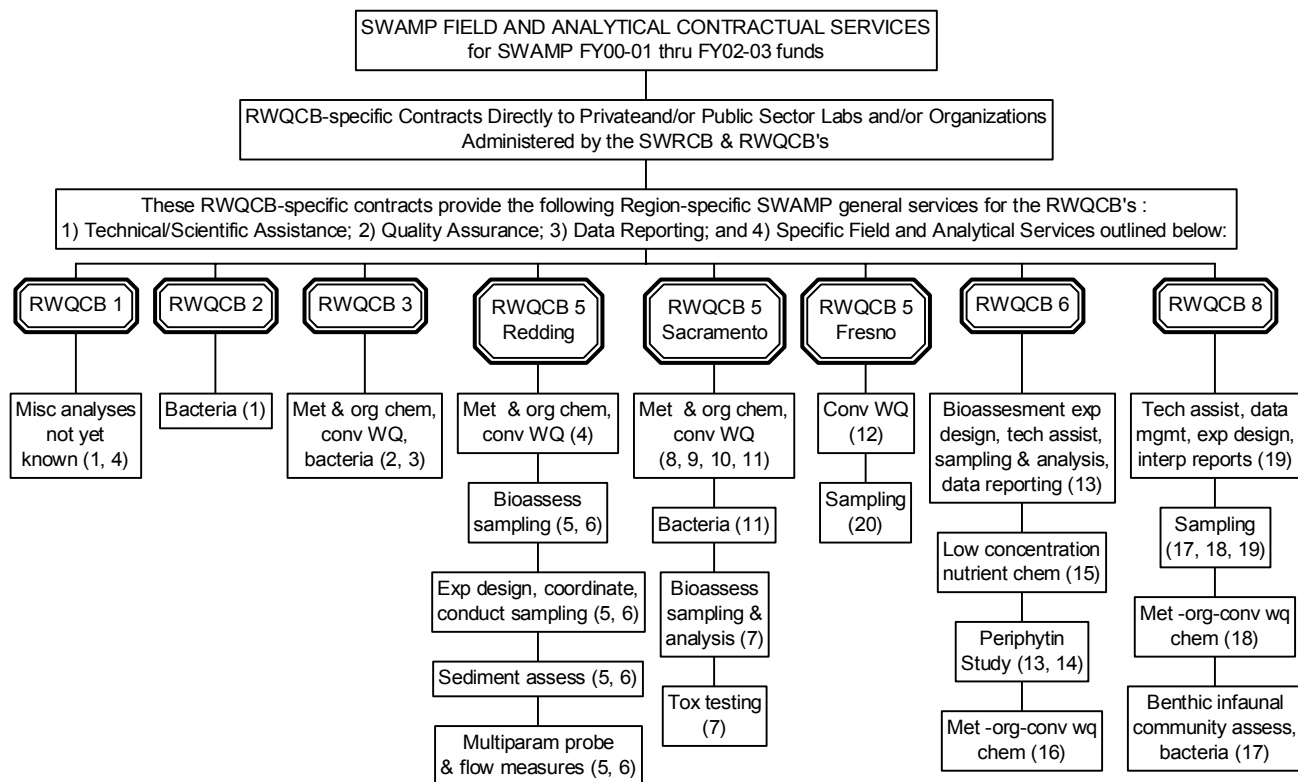 SWAMP FIELD AND ANALYTICAL CONTRACTUAL SERVICES
for SWAMP FY00-01 thru FY02-03 funds
RWQCB-specific Contracts Directly to Privateand/or Public Sector Labs and/or Organizations
Administered by the SWRCB & RWQCB's
These RWQCB-specific contracts provide the following Region-specific SWAMP general services for the RWQCB's :
1) Technical/Scientific Assistance; 2) Quality Assurance; 3) Data Reporting; and 4) Specific Field and Analytical Services outlined below:
RWQCB 1
Misc analyses
not yet
known (1, 4)
RWQCB 2
Bacteria (1)
RWQCB 3
Met & org chem,
conv WQ,
bacteria (2, 3)
RWQCB 5
Redding
Met & org chem,
conv WQ (4)
Bioassess
sampling (5, 6)
Exp design, coordinate,
conduct sampling (5, 6)
Sediment assess (5, 6)
Multiparam probe
& flow measures (5, 6)
RWQCB 5
Sacramento
Met & org chem,
conv WQ
(8, 9, 10, 11)
Bacteria (11)
Bioassess
sampling &
analysis (7)
Tox testing
(7)
RWQCB 5
Fresno
Conv WQ
(12)
Sampling
(20)
RWQCB 6
Bioassesment exp
design, tech assist,
sampling & analysis,
data reporting (13)
Low concentration
nutrient chem (15)
Periphytin
Study (13, 14)
Met -org-conv wq
chem (16)
RWQCB 8
Tech assist, data
mgmt, exp design,
interp reports (19)
Sampling
(17, 18, 19)
Met -org-conv wq
chem (18)
Benthic infaunal
community assess,
bacteria (17)